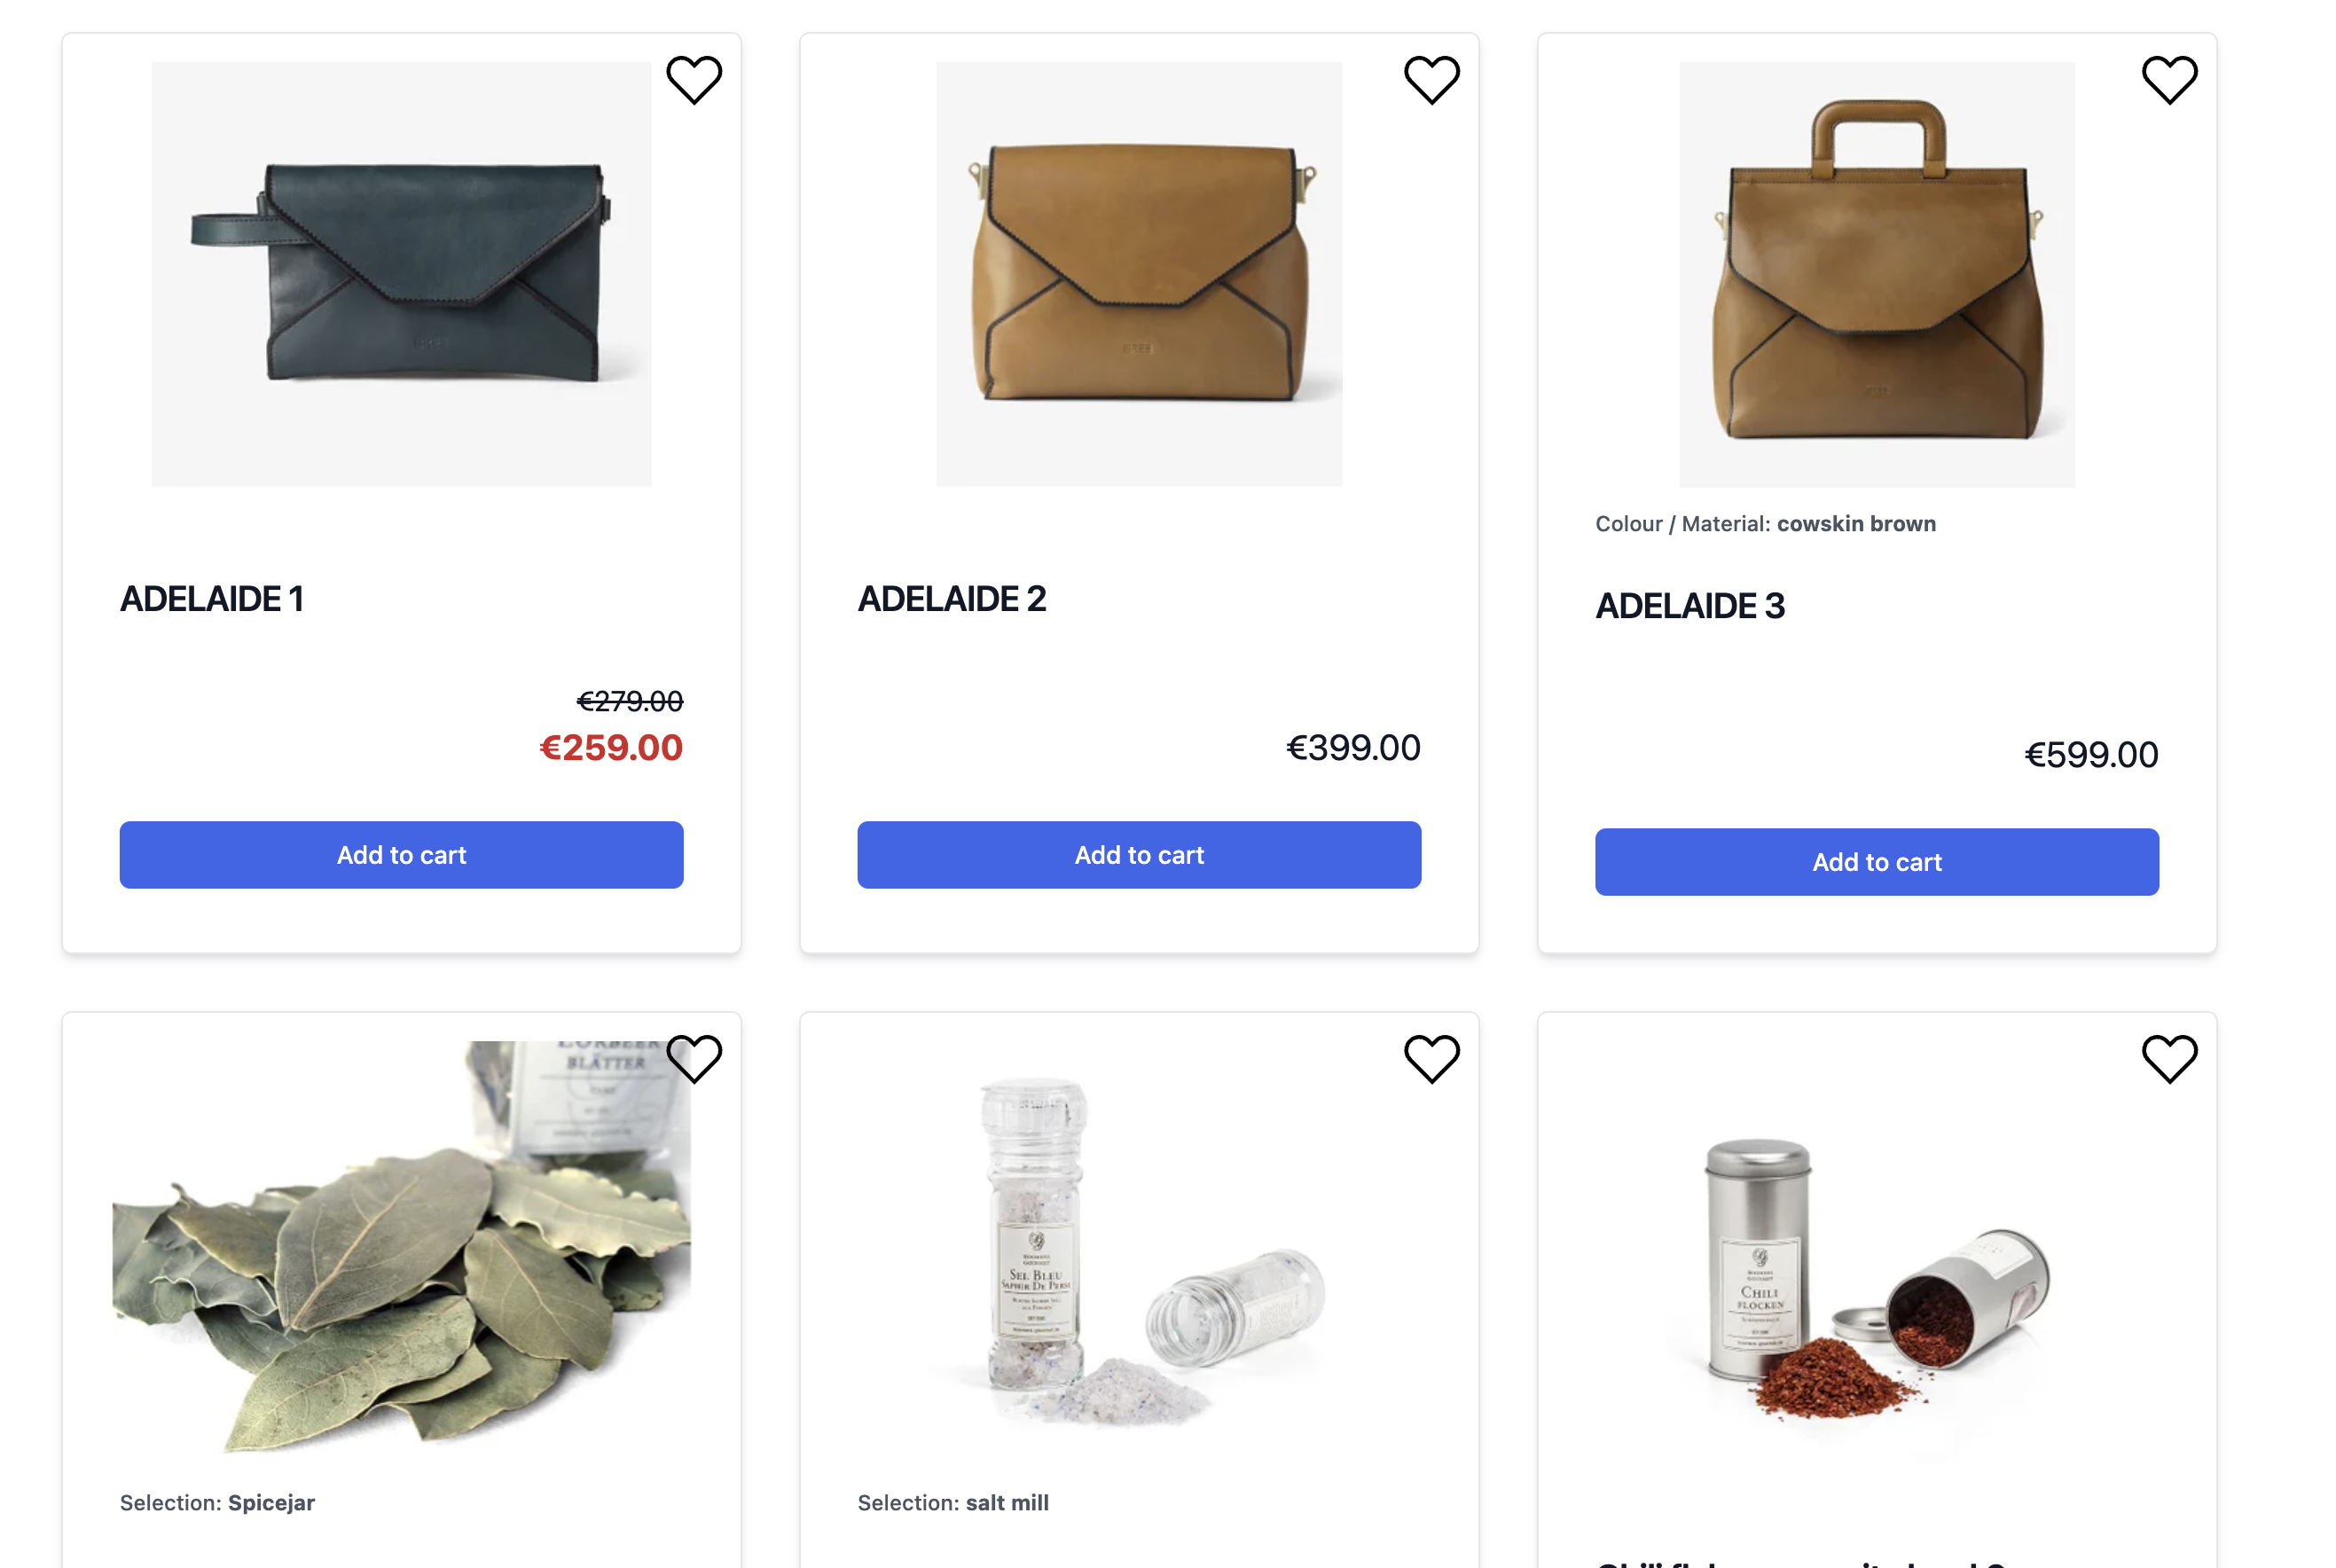 Colour / Material: cowskin brown
ADELAIDE 1
ADELAIDE 2
ADELAIDE 3
€279.00
€259.00
€399.00
€599.00
Add to cart
Add to cart
Add to cart
BLÄTTER
SEL BLEU
SAPHIR DE PERSE
CHILI
FLOCKEN
Selection: Spicejar
Selection: salt mill